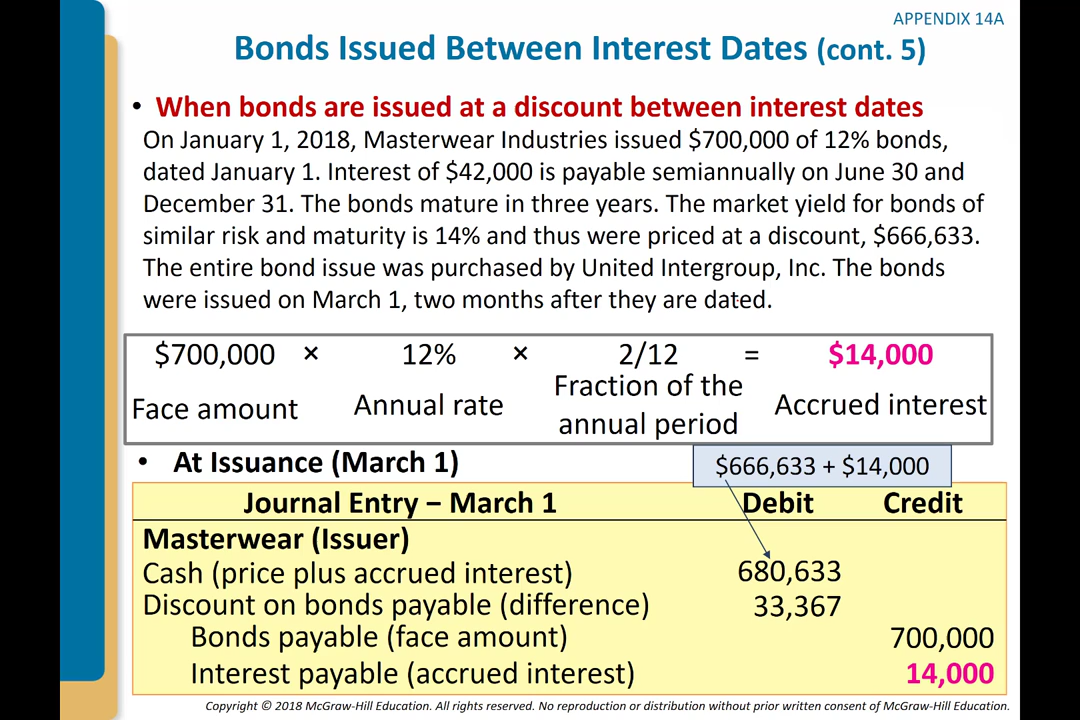 APPENDIX 14A
Bonds Issued Between Interest Dates (cont. 5)
• When bonds are issued at a discount between interest dates
On January 1, 2018, Masterwear Industries issued $700,000 of 12% bonds,
dated January 1. Interest of $42,000 is payable semiannually on June 30 and
December 31. The bonds mature in three years. The market yield for bonds of
similar risk and maturity is 14% and thus were priced at a discount, $666,633.
The entire bond issue was purchased by United Intergroup, Inc. The bonds
were issued on March 1, two months after they are dated.
$700,000 × 12% × 2/12 = $14,000
Face amount Annual rate Fraction of the annual period Accrued interest
• At Issuance (March 1)
$666,633 + $14,000
Journal Entry – March 1 Debit Credit
Masterwear (Issuer)
Cash (price plus accrued interest) 680,633
Discount on bonds payable (difference) 33,367
Bonds payable (face amount) 700,000
Interest payable (accrued interest) 14,000
Copyright © 2018 McGraw-Hill Education. All rights reserved. No reproduction or distribution without prior written consent of McGraw-Hill Education.